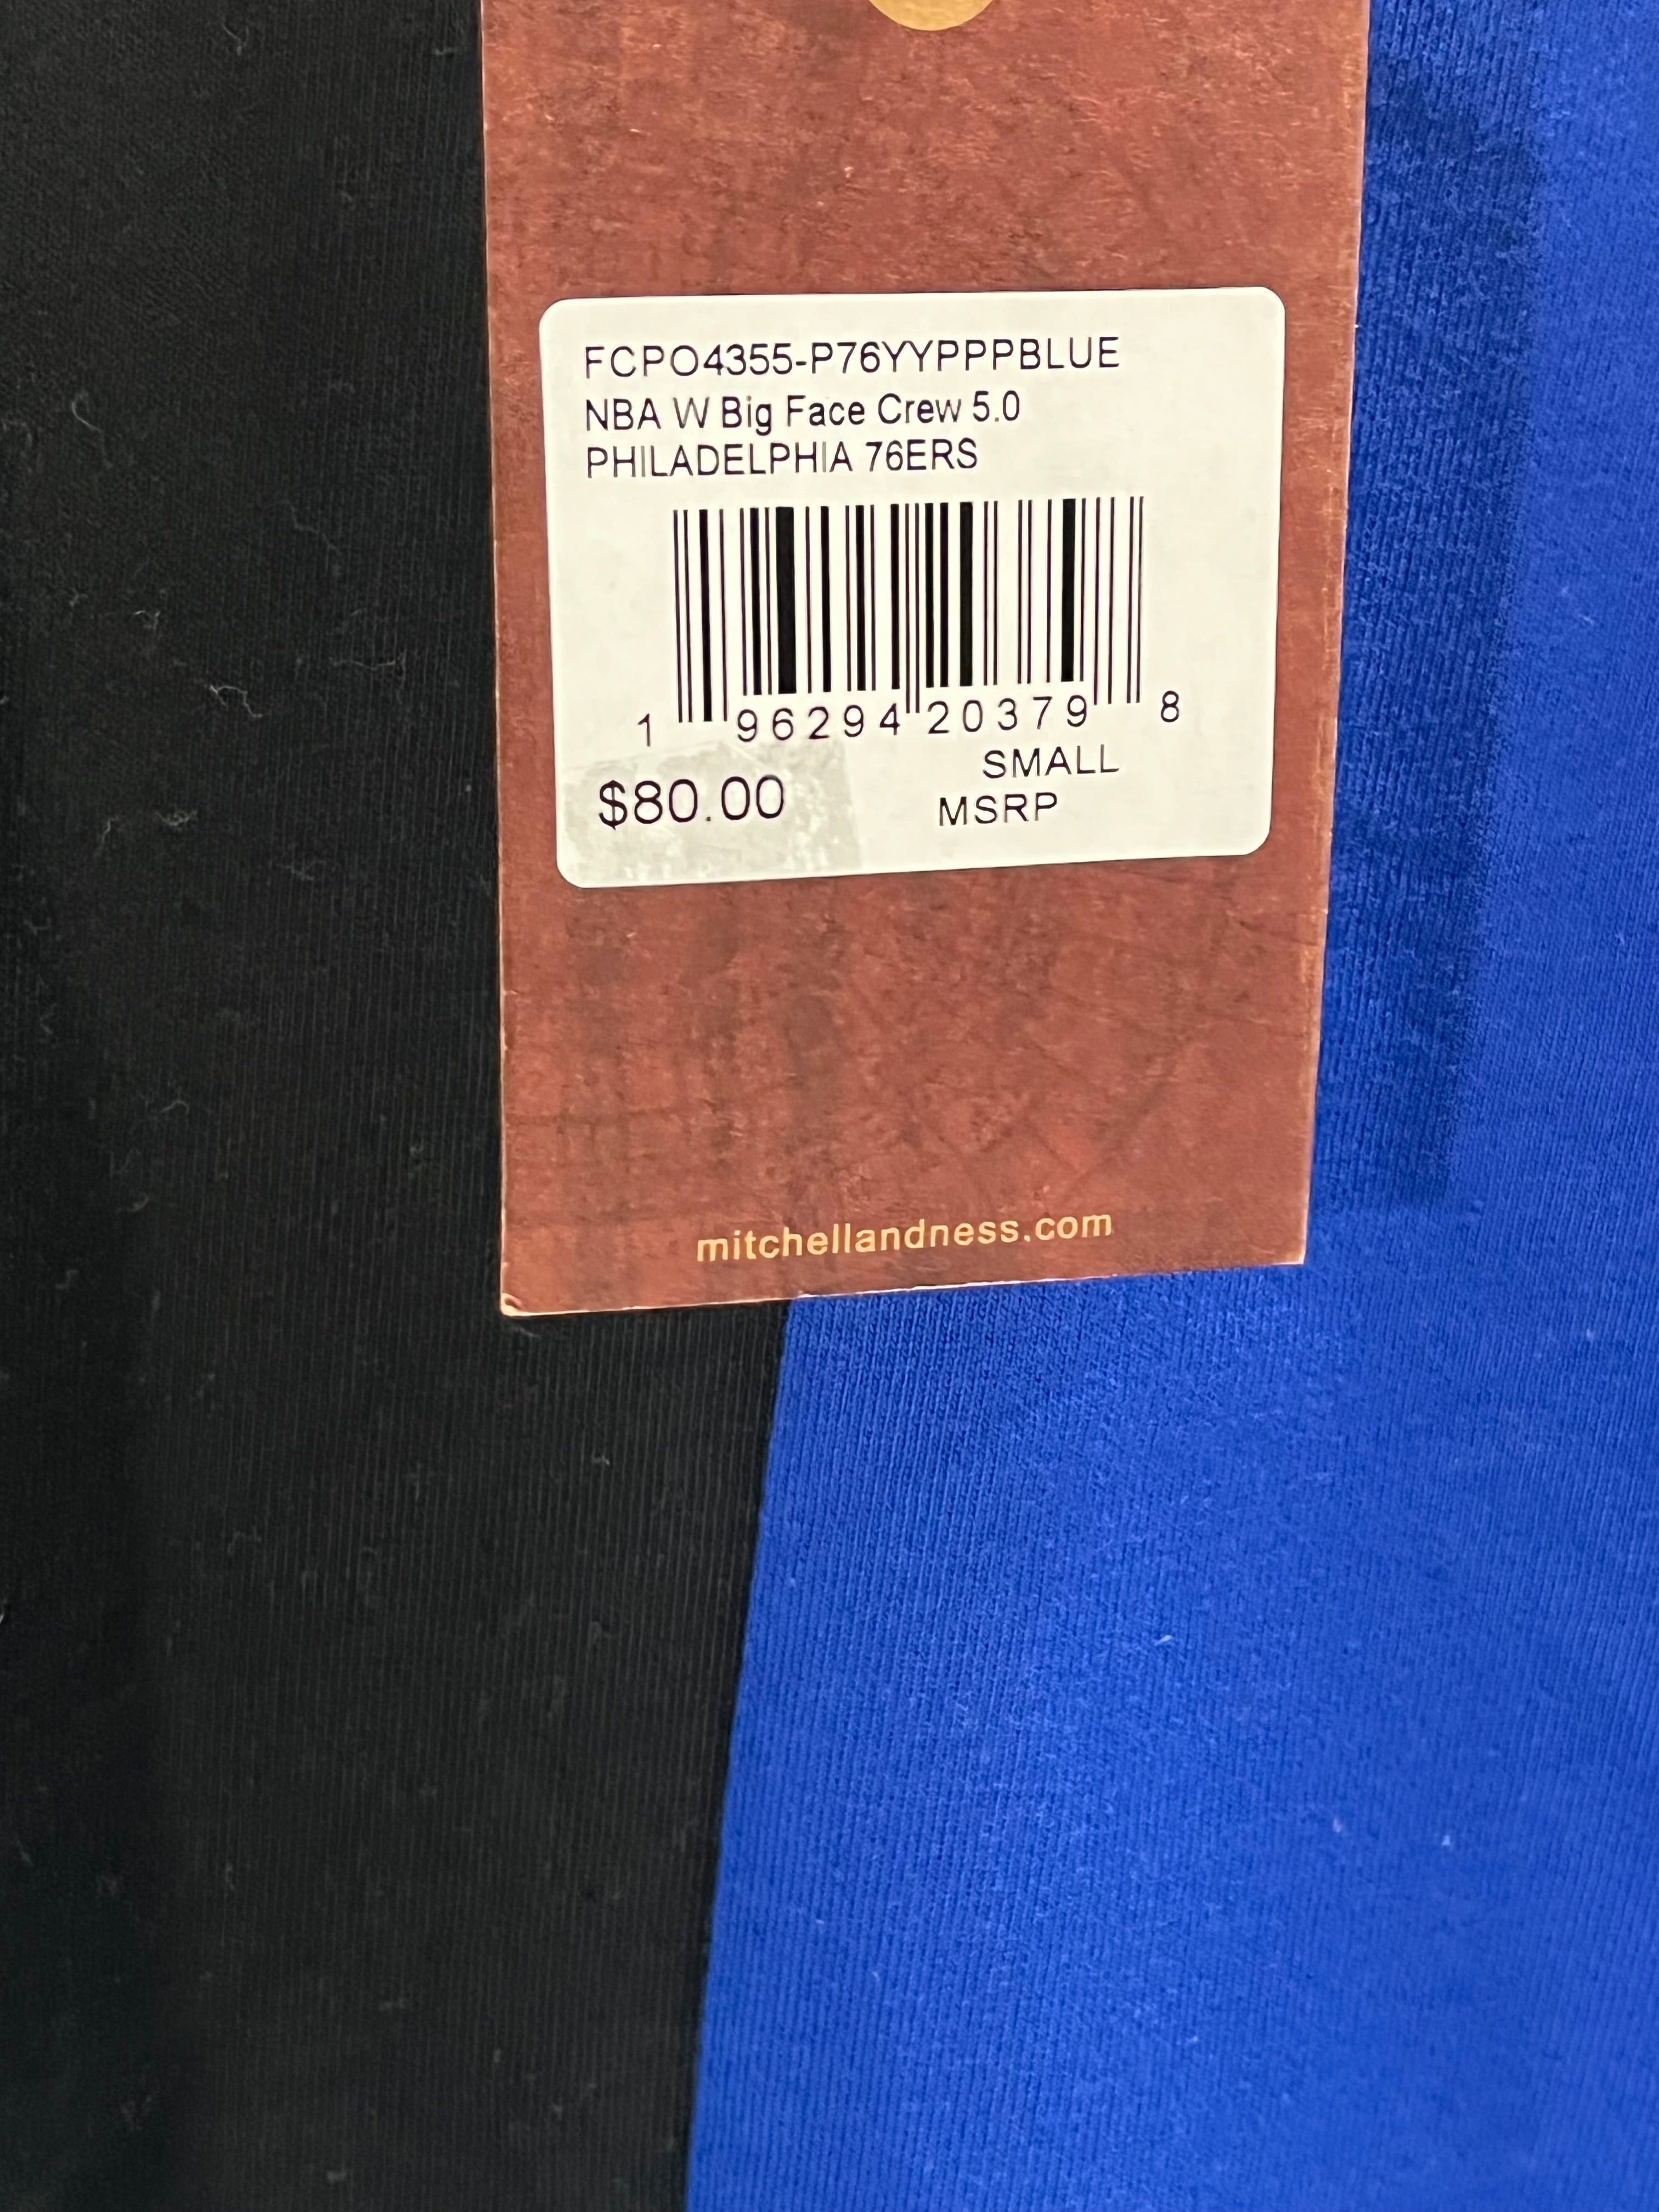 FCPO4355-P76YYPPPBLUE
NBA W Big Face Crew 5.0
PHILADELPHIA 76ERS
1 96294 20379 8
SMALL
$80.00 MSRP
mitchellandness.com